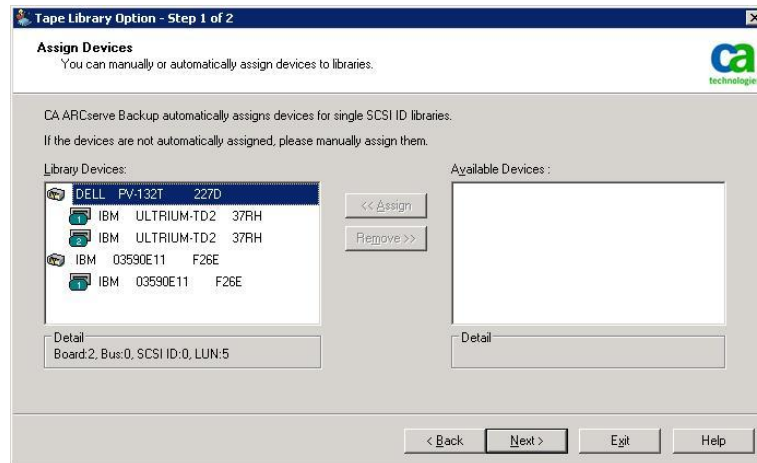 Tape Library Option - Step 1 of 2
Assign Devices
You can manually or automatically assign devices to libraries.
ca
technologies
CA ARCserve Backup automatically assigns devices for single SCSI ID libraries.
If the devices are not automatically assigned, please manually assign them.
Library Devices:
Available Devices :
DELL PV-132T 227D
1 IBM ULTRIUM-TD2 37RH
2 IBM ULTRIUM-TD2 37RH
IBM 03590E11 F26E
1 IBM 03590E11 F26E
<< Assign
Remove >>
Detail
Board:2, Bus:0, SCSI ID:0, LUN:5
Detail
< Back
Next >
Exit
Help